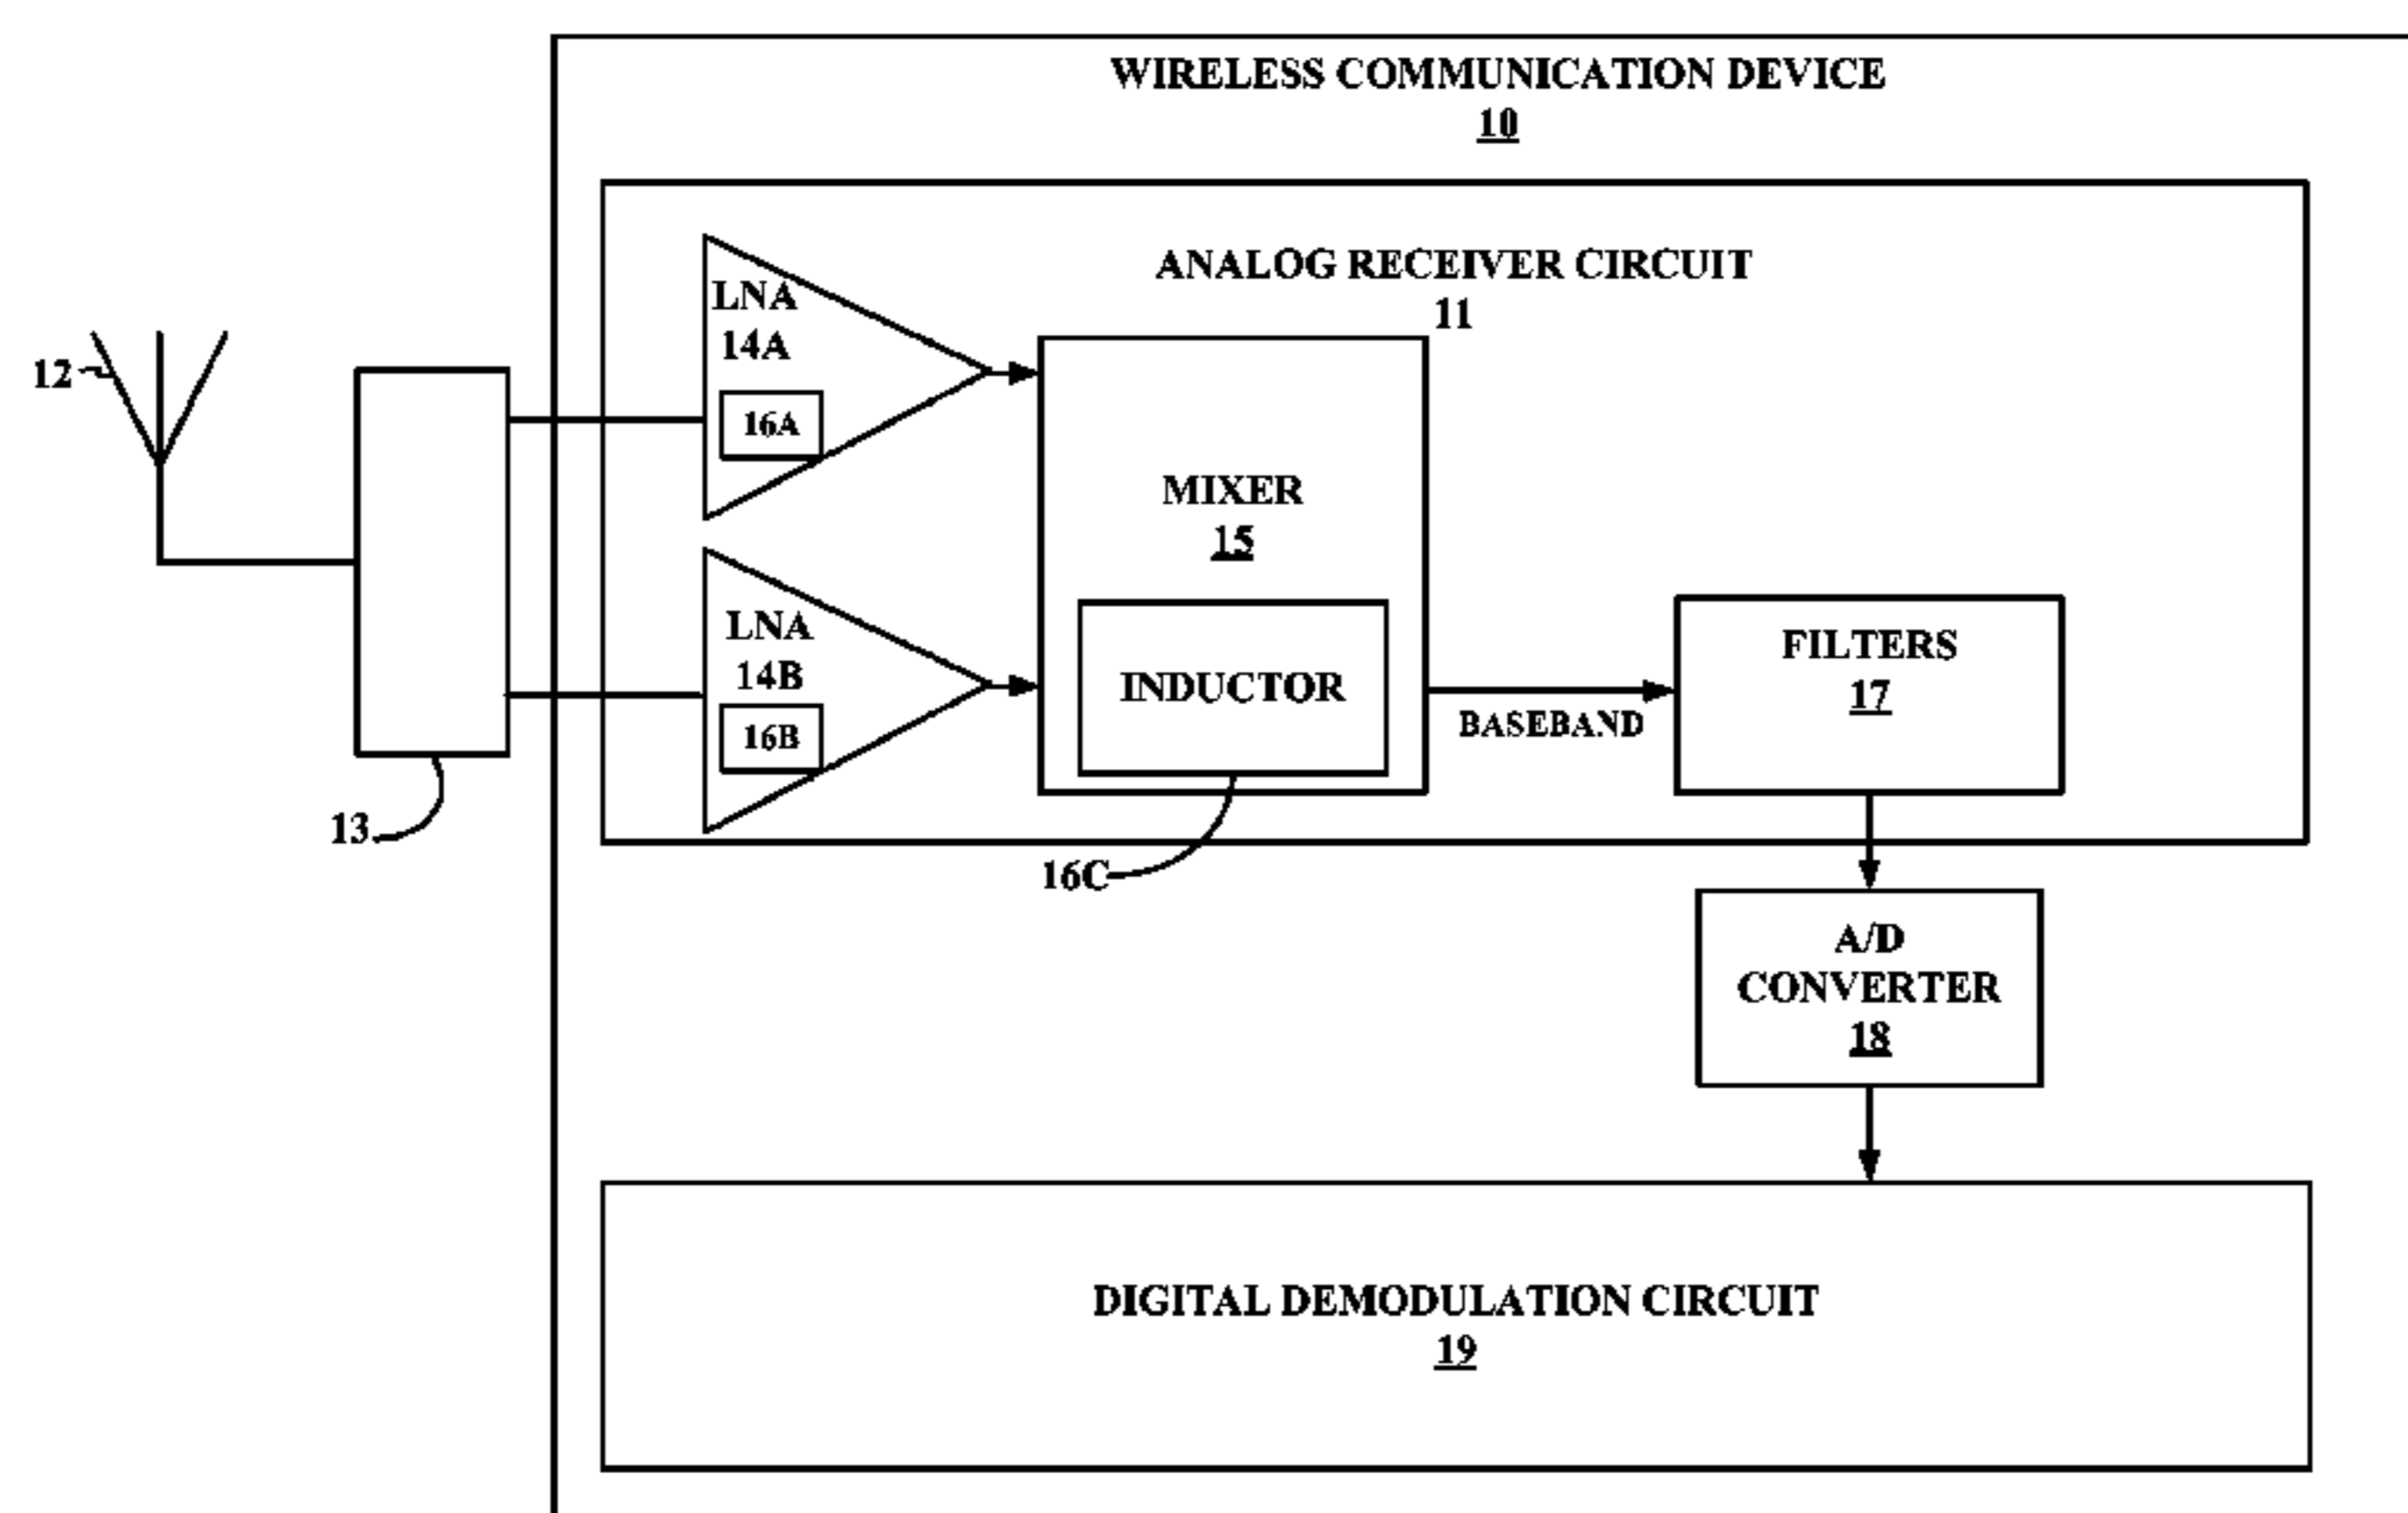 WIRELESS COMMUNICATION DEVICE
10
ANALOG RECEIVER CIRCUIT
11
LNA
14A
16A
12
MIXER
15
INDUCTOR
LNA
14B
16B
FILTERS
17
BASEBAND
13
16C
A/D
CONVERTER
18
DIGITAL DEMODULATION CIRCUIT
19